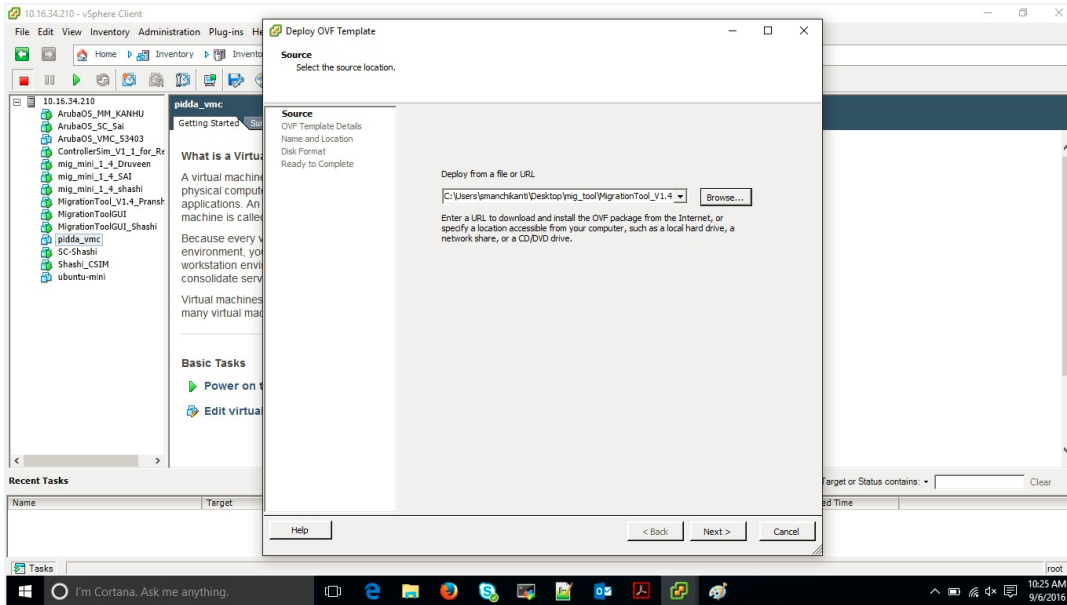 10.16.34.210 - vSphere Client
File Edit View Inventory Administration Plug-ins He
Home Inventory Invento
10.16.34.210
ArubaOS_MM_KANHU
ArubaOS_SC_Sai
ArubaOS_VMC_53403
ControllerSim_V1_1_for_Re
mig_mini_1_4_Druveen
mig_mini_1_4_SAI
mig_mini_1_4_shashi
MigrationTool_V1.4_Pransh
MigrationToolGUI
MigrationToolGUI_Shashi
pidda_vmc
SC-Shashi
Shashi_CSIM
ubuntu-mini
pidda_vmc
Getting Started Sur
What is a Virtua
A virtual machine
physical comput
applications. An
machine is calle
Because every v
environment, yo
workstation envi
consolidate serv
Virtual machines
many virtual mac
Basic Tasks
Power on t
Edit virtual
Deploy OVF Template
Source
Select the source location.
Source
OVF Template Details
Name and Location
Disk Format
Ready to Complete
Deploy from a file or URL
C:\Users\smanchikanti\Desktop\mig_tool\MigrationTool_V1.4 Browse...
Enter a URL to download and install the OVF package from the Internet, or
specify a location accessible from your computer, such as a local hard drive, a
network share, or a CD/DVD drive.
Help < Back Next > Cancel
Recent Tasks
Target or Status contains: Clear
Name Target ed Time
Tasks root
I'm Cortana. Ask me anything.
10:25 AM
9/6/2016